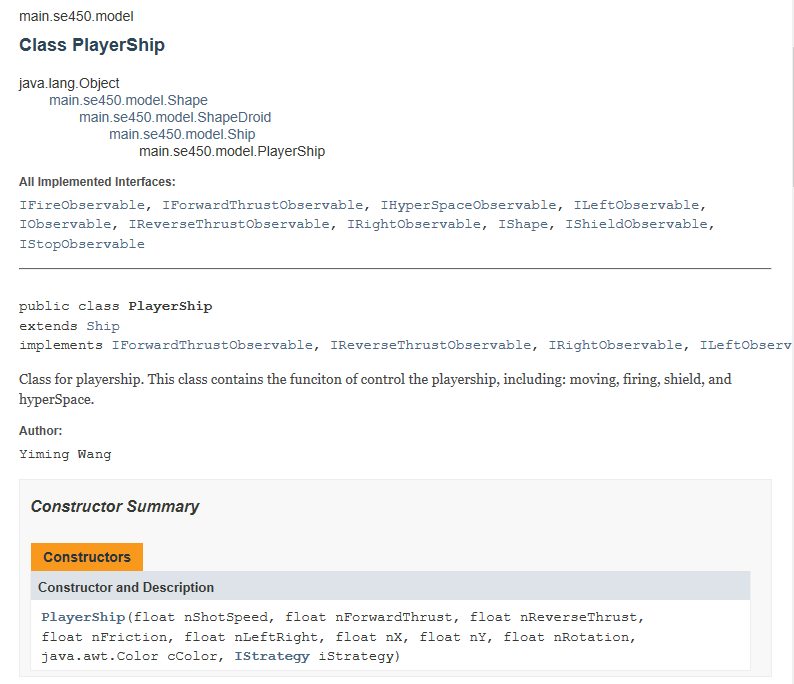 main.se450.model
Class PlayerShip
java.lang.Object
main.se450.model.Shape
main.se450.model.ShapeDroid
main.se450.model.Ship
main.se450.model.PlayerShip
All Implemented Interfaces:
IFireObservable, IForwardThrustObservable, IHyperSpaceObservable, ILeftObservable,
IObservable, IReverseThrustObservable, IRightObservable, IShape, IShieldObservable,
IStopObservable
public class PlayerShip
extends Ship
implements IForwardThrustObservable, IReverseThrustObservable, IRightObservable, ILeftObserv
Class for playership. This class contains the funciton of control the playership, including: moving, firing, shield, and
hyperSpace.
Author:
Yiming Wang
Constructor Summary
Constructors
Constructor and Description
PlayerShip(float nShotSpeed, float nForwardThrust, float nReverseThrust,
float nFriction, float nLeftRight, float nX, float nY, float nRotation,
java.awt.Color cColor, IStrategy iStrategy)